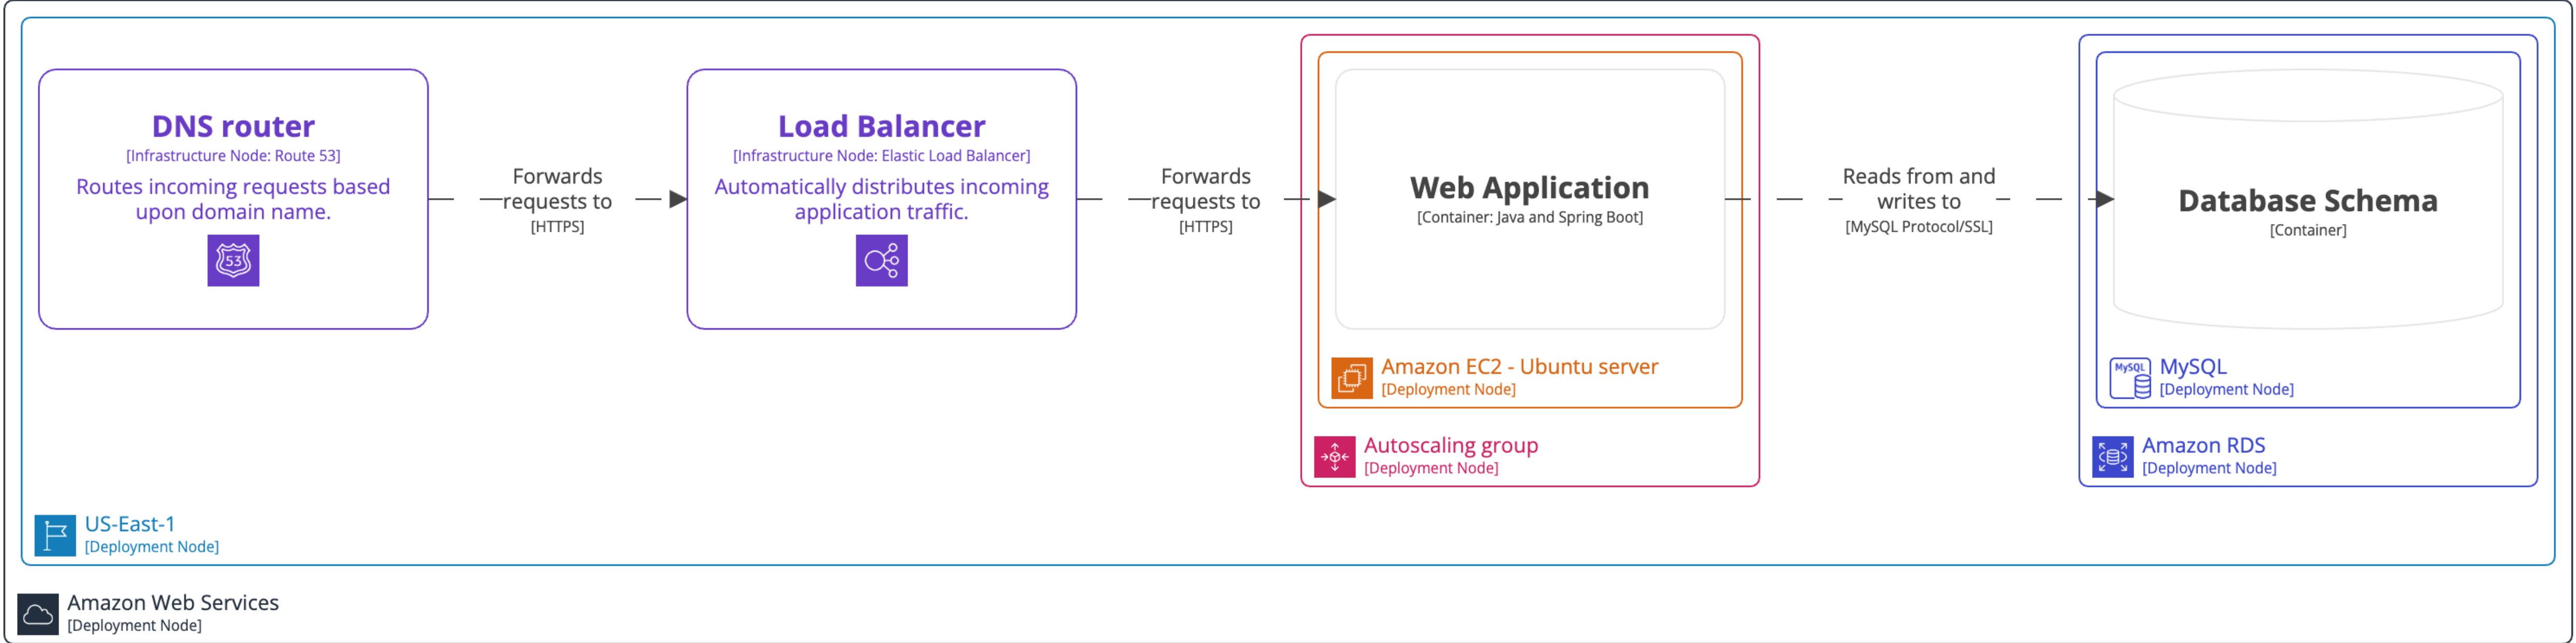 DNS router
[Infrastructure Node: Route 53]
Routes incoming requests based
upon domain name.
53
Forwards
requests to
[HTTPS]
Load Balancer
[Infrastructure Node: Elastic Load Balancer]
Automatically distributes incoming
application traffic.
Forwards
requests to
[HTTPS]
Web Application
[Container: Java and Spring Boot]
Amazon EC2 - Ubuntu server
[Deployment Node]
Autoscaling group
[Deployment Node]
Reads from and
writes to
[MySQL Protocol/SSL]
Database Schema
[Container]
MySQL
MySQL
[Deployment Node]
Amazon RDS
[Deployment Node]
US-East-1
[Deployment Node]
Amazon Web Services
[Deployment Node]